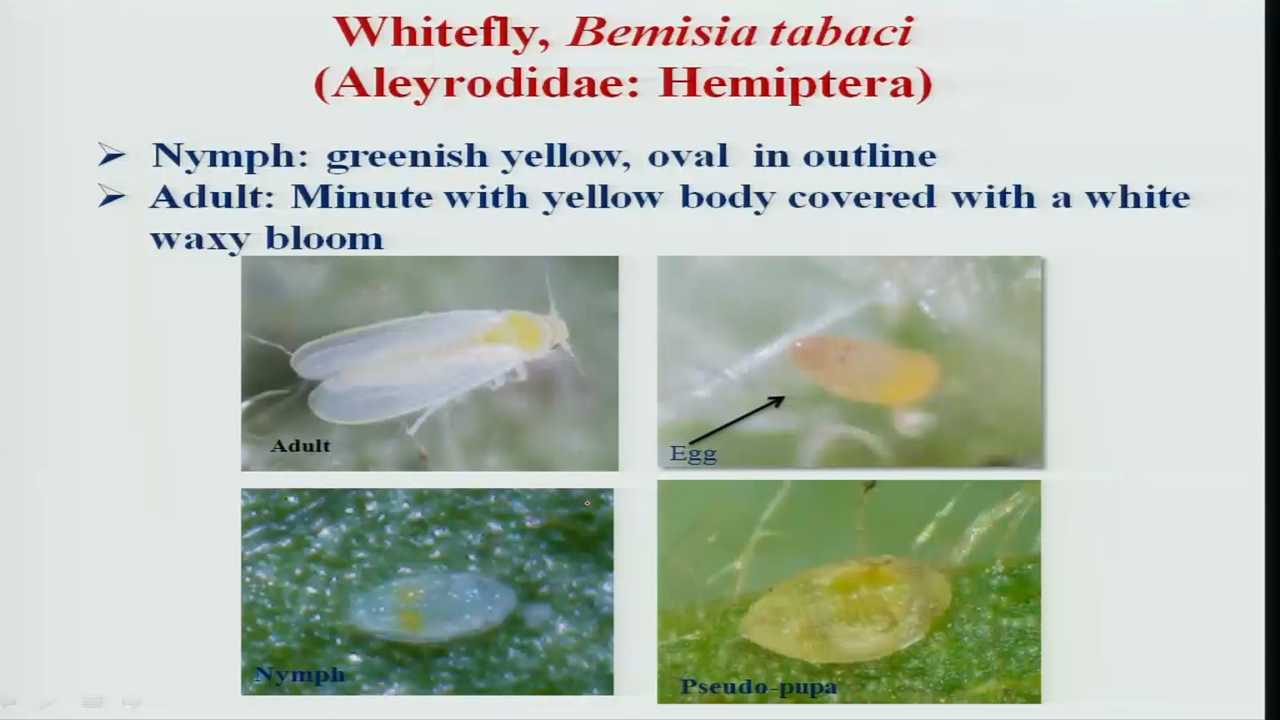 Whitefly, Bemisia tabaci
(Aleyrodidae: Hemiptera)
➢ Nymph: greenish yellow, oval in outline
➢ Adult: Minute with yellow body covered with a white
waxy bloom
Adult
Egg
Nymph
Pseudo-pupa